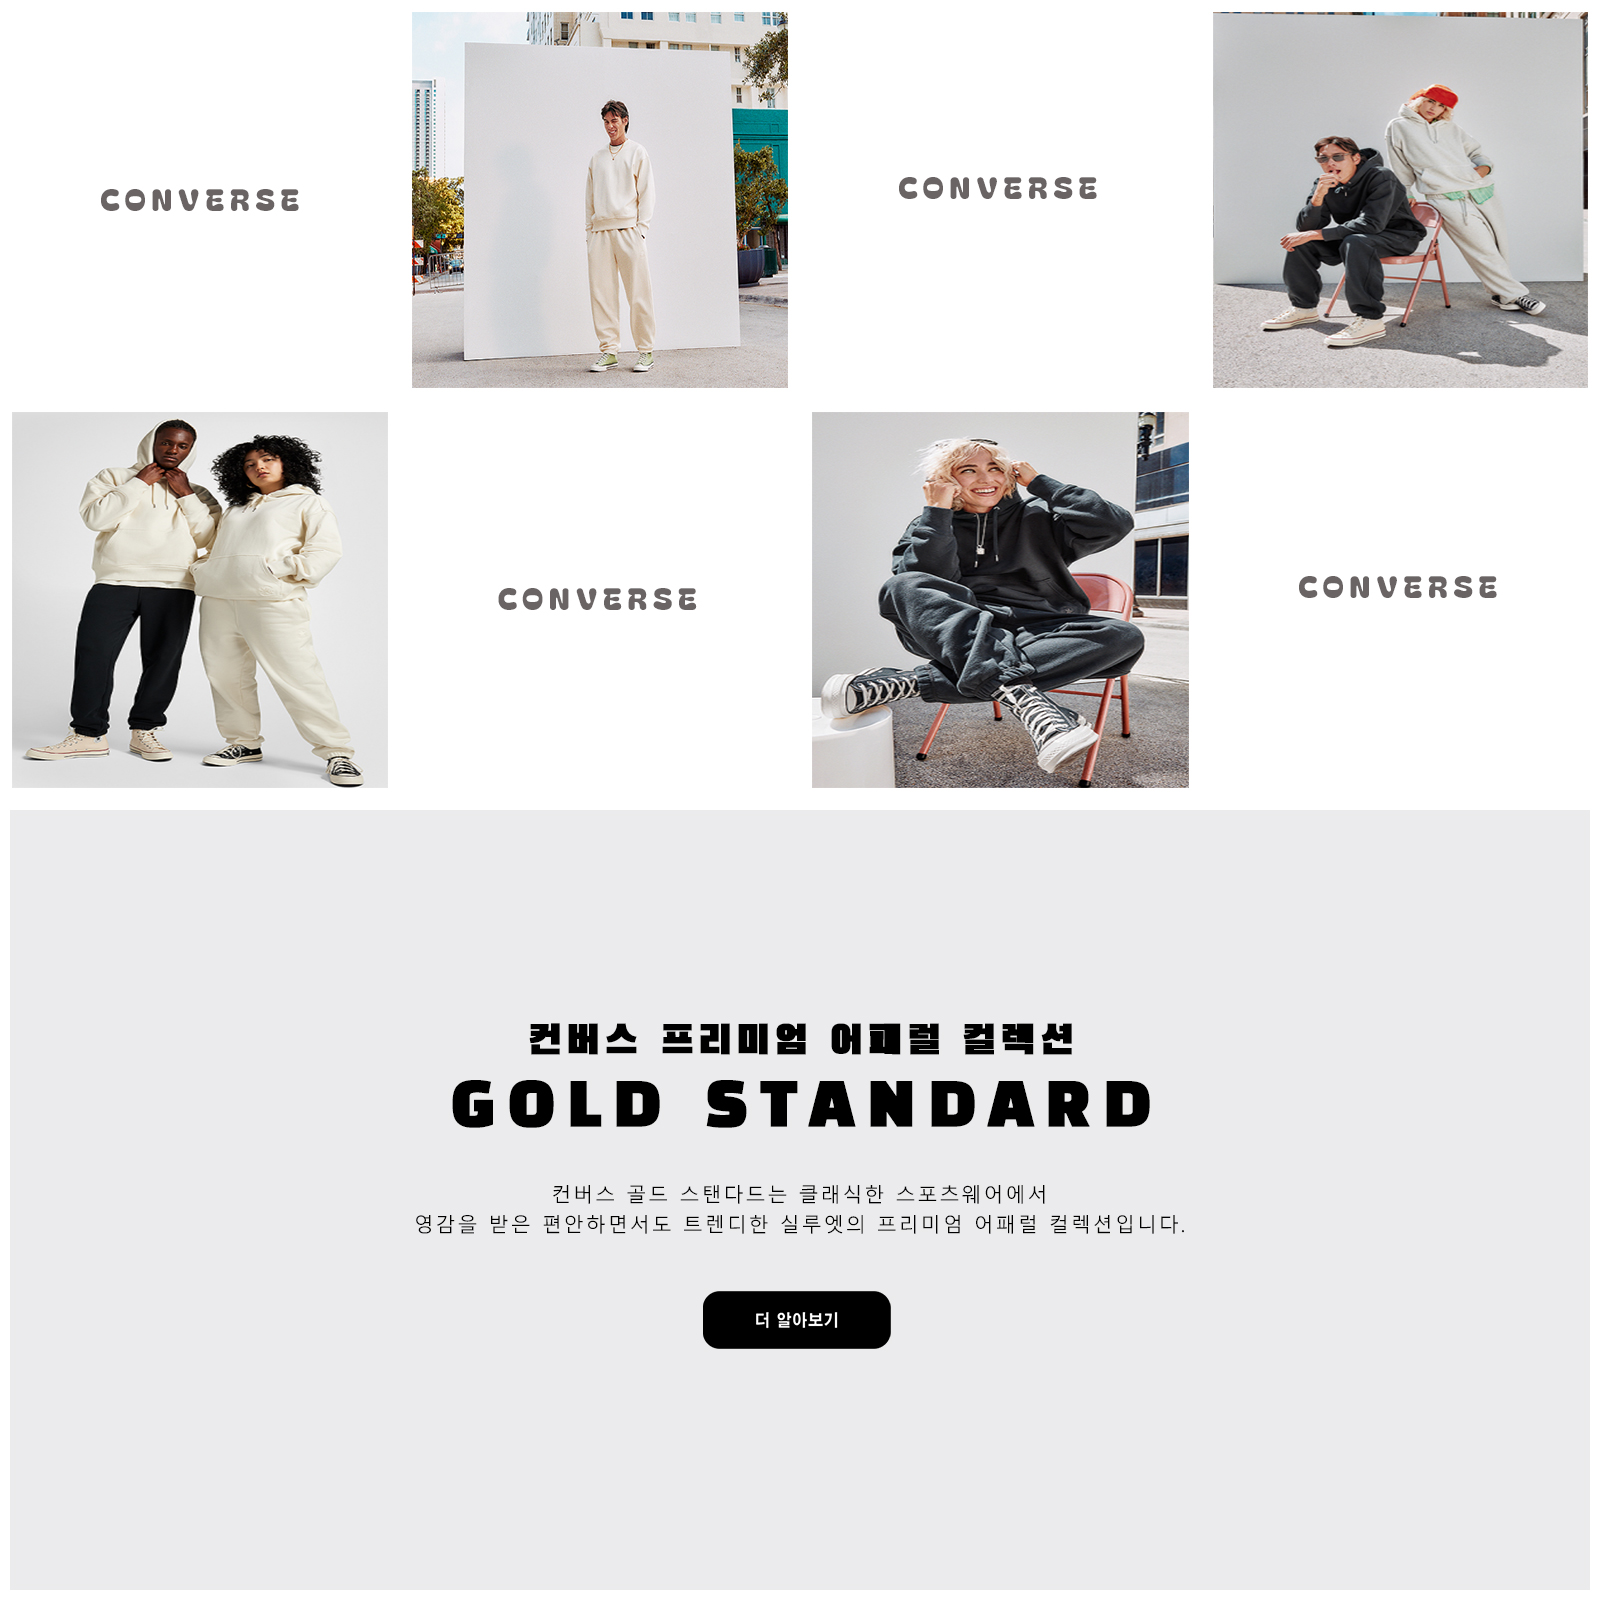 CONVERSE
CONVERSE
CONVERSE
CONVERSE
컨버스 프리미엄 어패럴 컬렉션
GOLD STANDARD
컨버스 골드 스탠다드는 클래식한 스포츠웨어에서
영감을 받은 편안하면서도 트렌디한 실루엣의 프리미엄 어패럴 컬렉션입니다.
더 알아보기